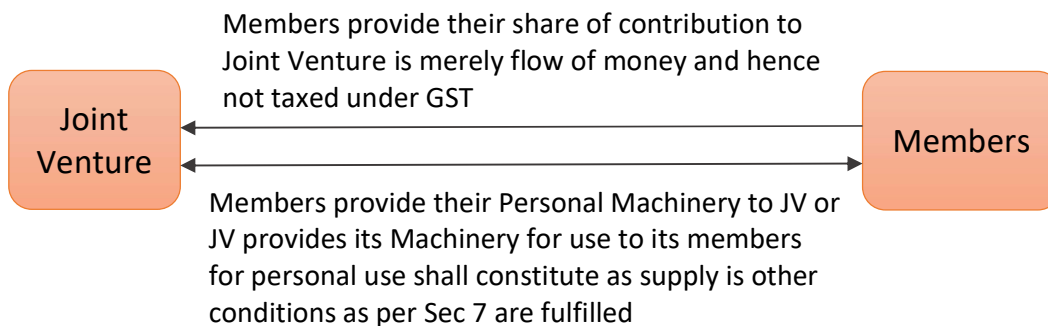 Members provide their share of contribution to
Joint Venture is merely flow of money and hence
not taxed under GST
Joint
Venture
Members
Members provide their Personal Machinery to JV or
JV provides its Machinery for use to its members
for personal use shall constitute as supply is other
conditions as per Sec 7 are fulfilled